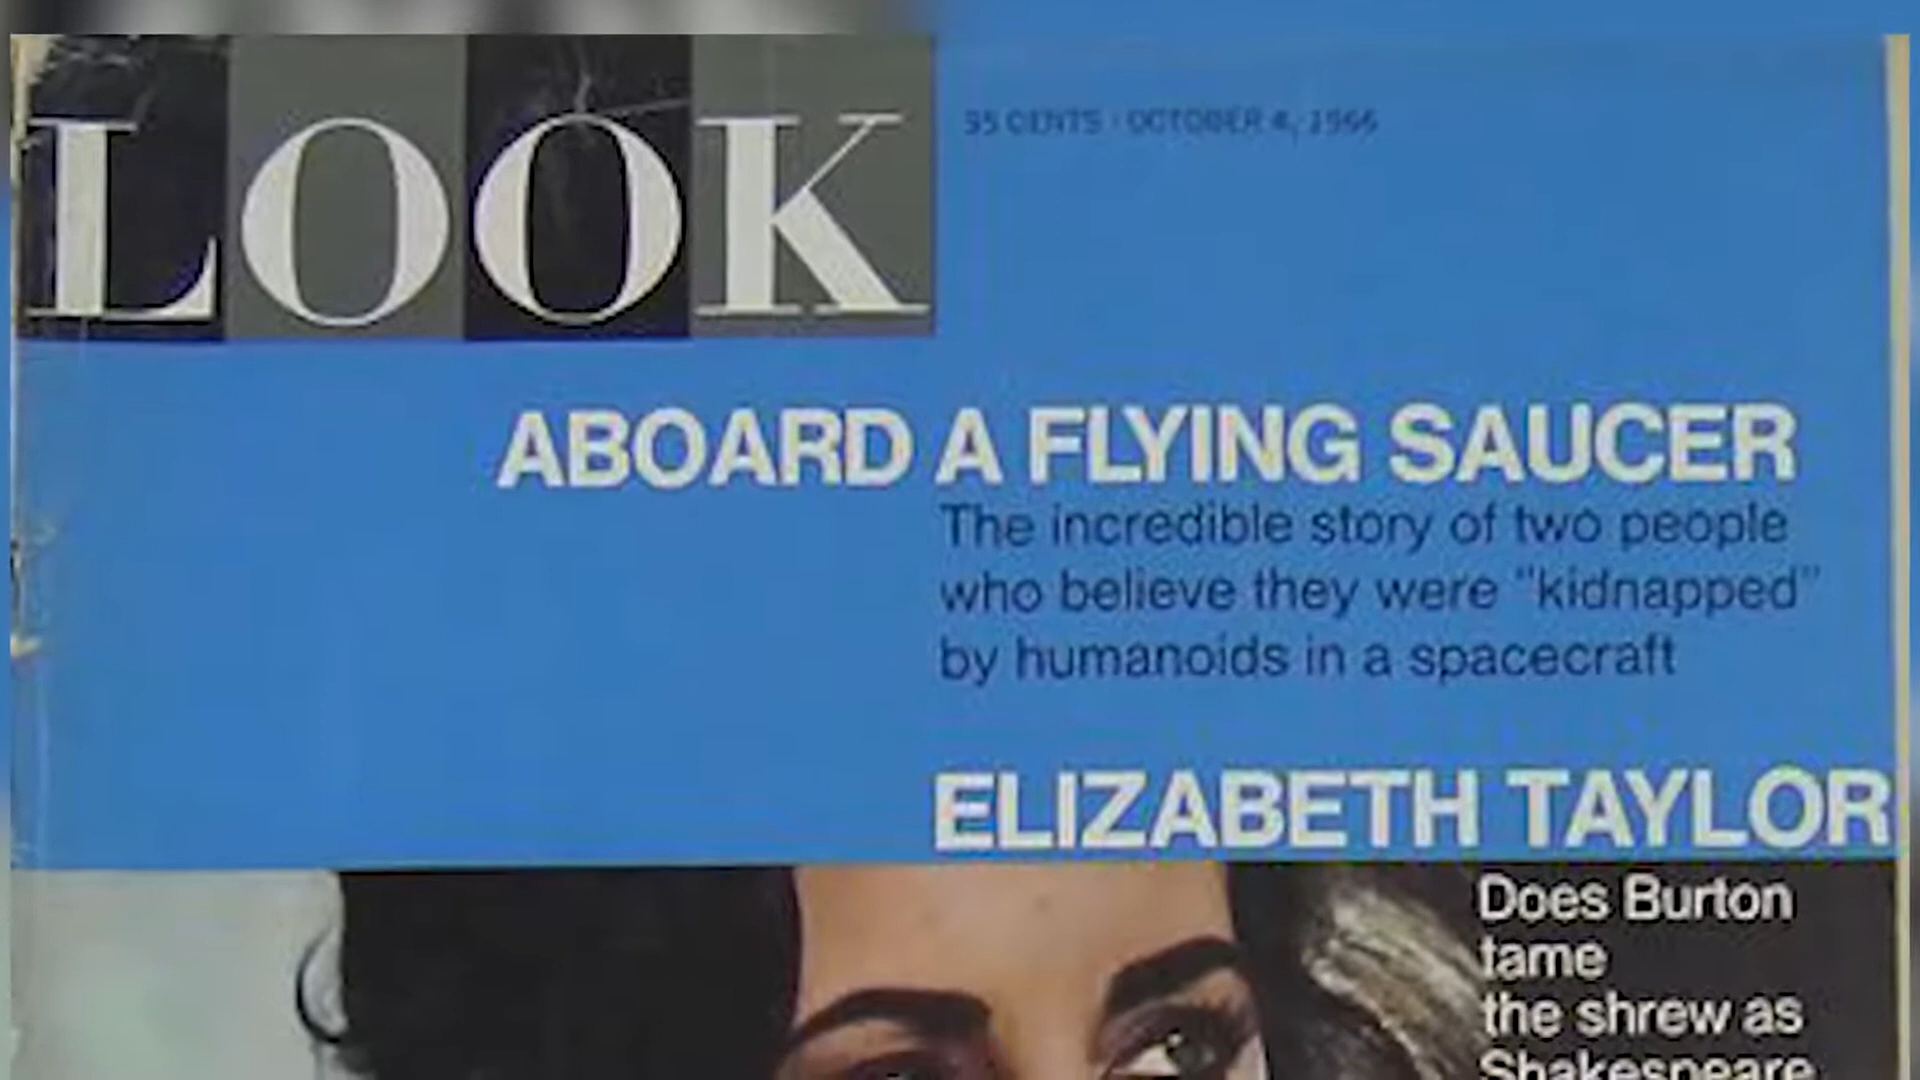 LOOK
35 CENTS · OCTOBER 4, 1966
ABOARD A FLYING SAUCER
The incredible story of two people
who believe they were "kidnapped"
by humanoids in a spacecraft
ELIZABETH TAYLOR
Does Burton
tame
the shrew as
Shakespeare